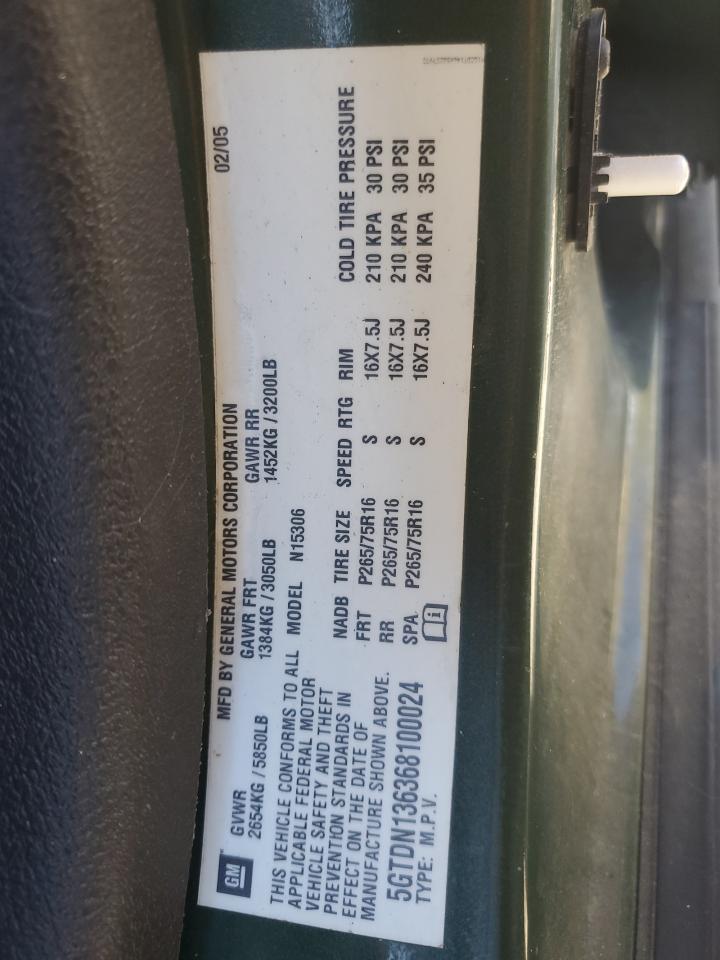 MFD BY GENERAL MOTORS CORPORATION 02/05
GM GVWR GAWR FRT GAWR RR
2654KG / 5850LB 1384KG / 3050LB 1452KG / 3200LB
THIS VEHICLE CONFORMS TO ALL
APPLICABLE FEDERAL MOTOR
VEHICLE SAFETY AND THEFT
PREVENTION STANDARDS IN
EFFECT ON THE DATE OF
MANUFACTURE SHOWN ABOVE.
5GTDN136368100024
TYPE: M.P.V.
MODEL N15306
NADB TIRE SIZE SPEED RTG RIM COLD TIRE PRESSURE
FRT P265/75R16 S 16X7.5J 210 KPA 30 PSI
RR P265/75R16 S 16X7.5J 210 KPA 30 PSI
SPA P265/75R16 S 16X7.5J 240 KPA 35 PSI